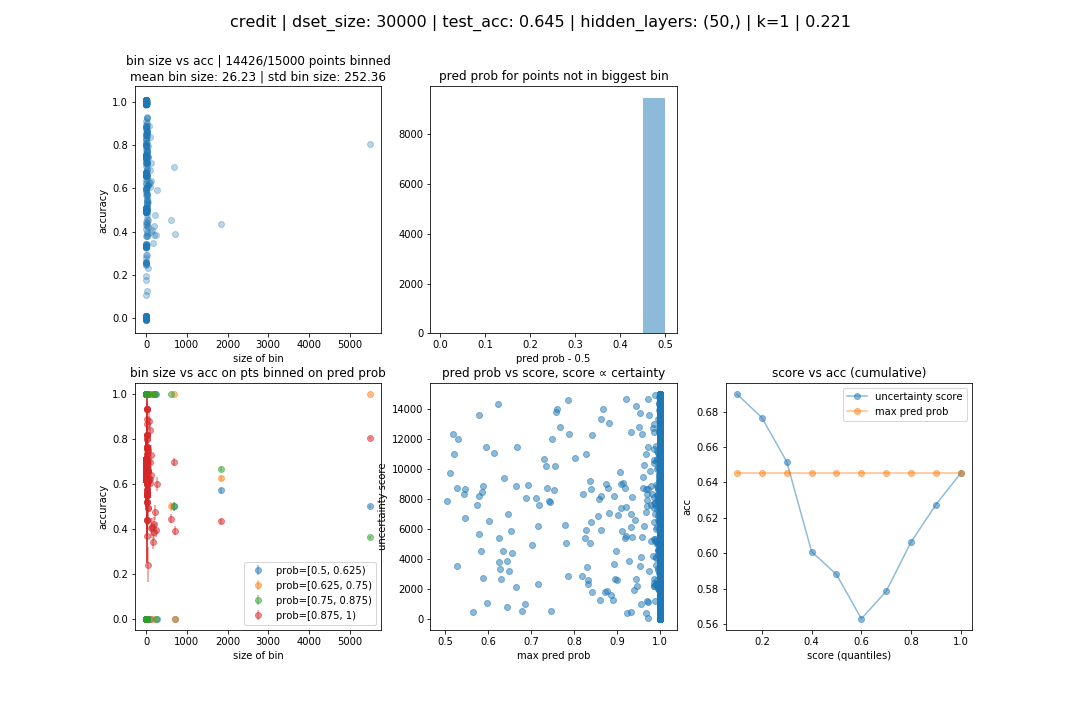 credit | dset_size: 30000 | test_acc: 0.645 | hidden_layers: (50,) | k=1 | 0.221
bin size vs acc | 14426/15000 points binned
mean bin size: 26.23 | std bin size: 252.36
1.0
0.8
0.6
0.4
0.2
0.0
accuracy
0
1000
2000
3000
4000
5000
size of bin
pred prob for points not in biggest bin
8000
6000
4000
2000
0
0.0
0.1
0.2
0.3
0.4
0.5
pred prob - 0.5
bin size vs acc on pts binned on pred prob
1.0
0.8
0.6
0.4
0.2
0.0
accuracy
prob=[0.5, 0.625)
prob=[0.625, 0.75)
prob=[0.75, 0.875)
prob=[0.875, 1)
0
1000
2000
3000
4000
5000
size of bin
pred prob vs score, score ∝ certainty
14000
12000
10000
8000
6000
4000
2000
0
uncertainty score
0.5
0.6
0.7
0.8
0.9
1.0
max pred prob
score vs acc (cumulative)
uncertainty score
max pred prob
0.68
0.66
0.64
0.62
0.60
0.58
0.56
acc
0.2
0.4
0.6
0.8
1.0
score (quantiles)